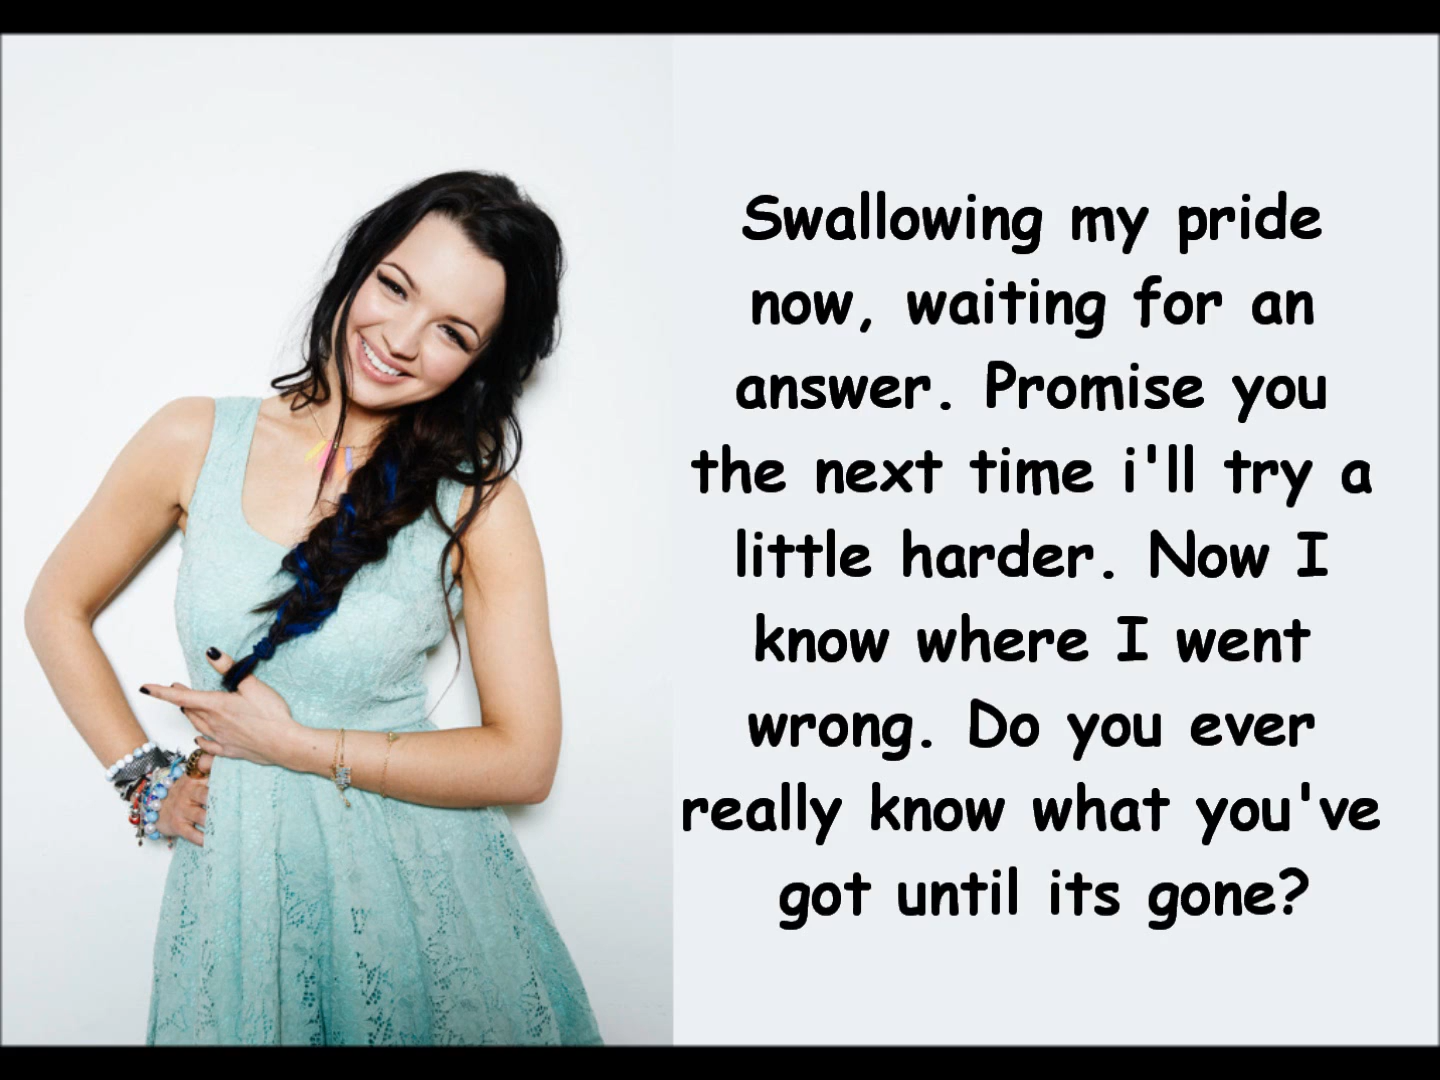 Swallowing my pride
now, waiting for an
answer. Promise you
the next time i'll try a
little harder. Now I
know where I went
wrong. Do you ever
really know what you've
got until its gone?